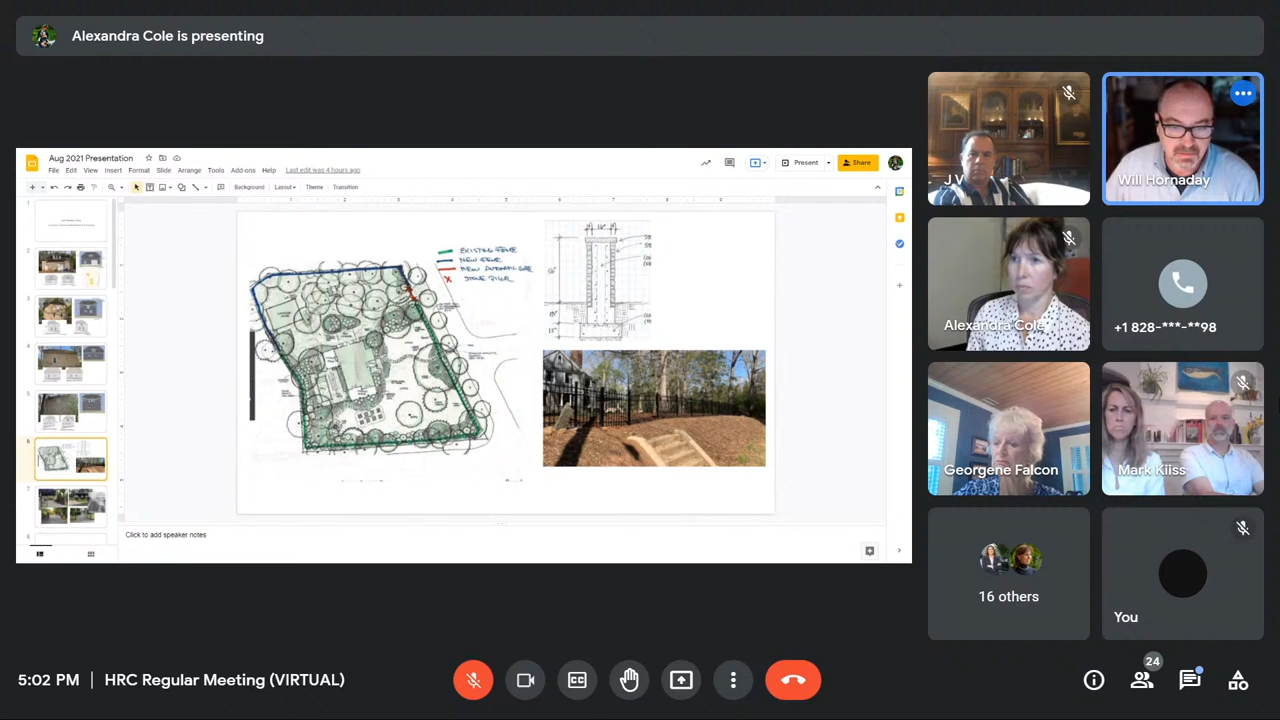 Alexandra Cole is presenting
Aug 2021 Presentation
File Edit View Insert Format Slide Arrange Tools Add-ons Help Last edit was 4 hours ago
Present
Share
Background Layout Theme Transition
EXISTING FENCE
NEW FENCE
STONE PILLAR
Click to add speaker notes
J V
Will Hornaday
Alexandra Cole
+1 828-***-**98
Georgene Falcon
Mark Kiiss
16 others
You
5:02 PM | HRC Regular Meeting (VIRTUAL)
24